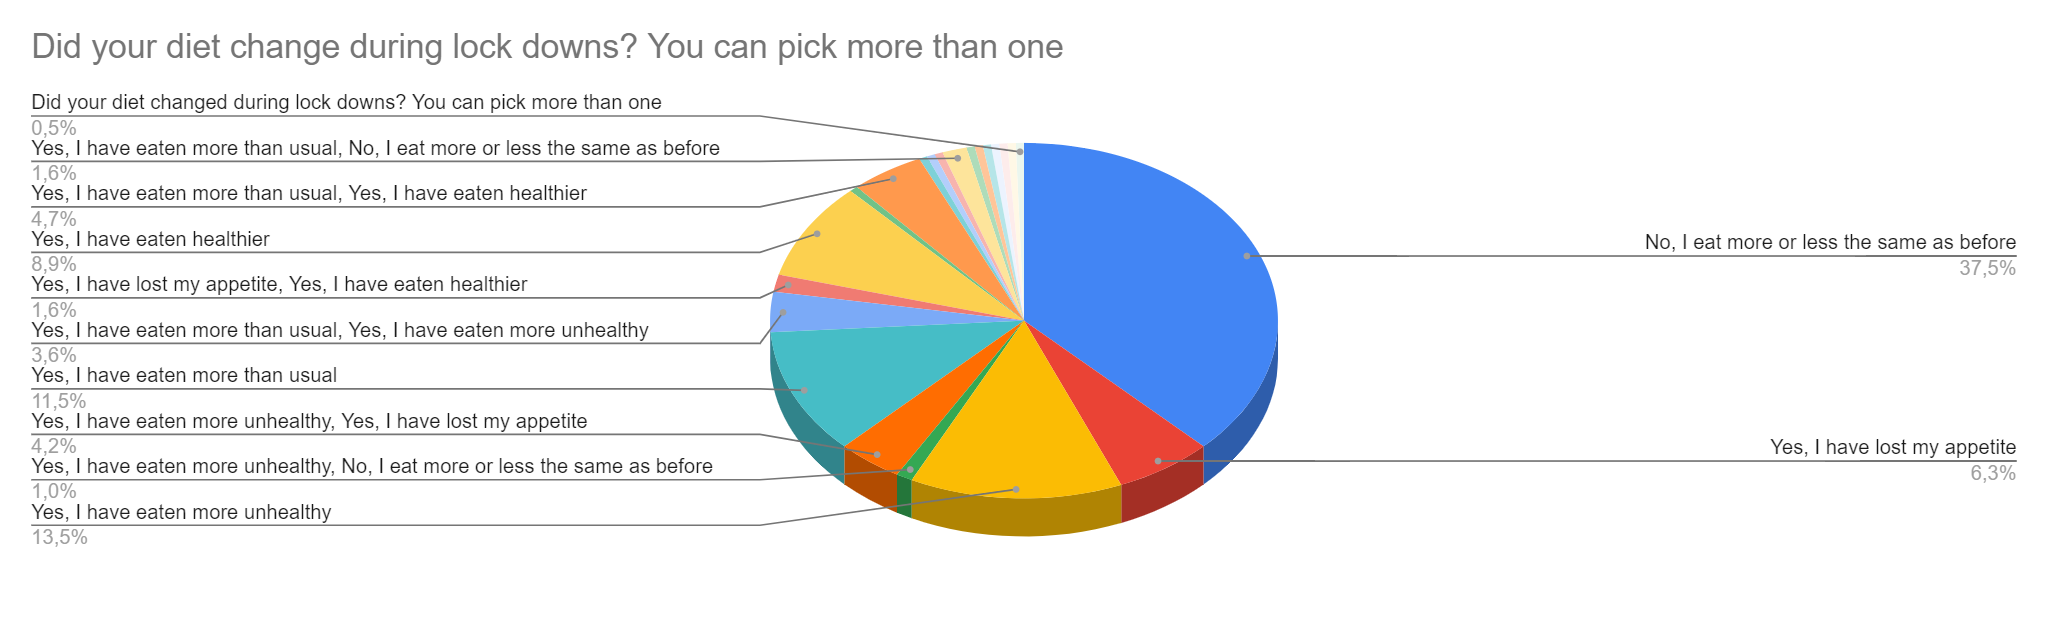 Did your diet change during lock downs? You can pick more than one
Did your diet changed during lock downs? You can pick more than one
0,5%
Yes, I have eaten more than usual, No, I eat more or less the same as before
1,6%
Yes, I have eaten more than usual, Yes, I have eaten healthier
4,7%
Yes, I have eaten healthier
8,9%
Yes, I have lost my appetite, Yes, I have eaten healthier
1,6%
Yes, I have eaten more than usual, Yes, I have eaten more unhealthy
3,6%
Yes, I have eaten more than usual
11,5%
Yes, I have eaten more unhealthy, Yes, I have lost my appetite
4,2%
Yes, I have eaten more unhealthy, No, I eat more or less the same as before
1,0%
Yes, I have eaten more unhealthy
13,5%
No, I eat more or less the same as before
37,5%
Yes, I have lost my appetite
6,3%